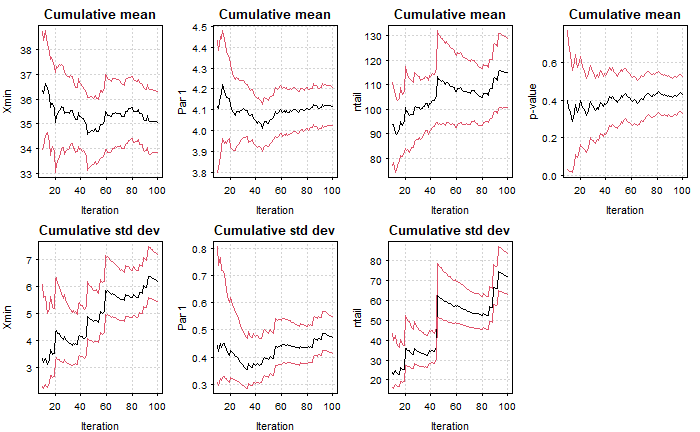 Cumulative mean
Xmin
38
37
36
35
34
33
20 40 60 80 100
Iteration
Cumulative mean
Par 1
4.5
4.4
4.3
4.2
4.1
4.0
3.9
3.8
20 40 60 80 100
Iteration
Cumulative mean
ntail
130
120
110
100
90
80
20 40 60 80 100
Iteration
Cumulative mean
p-value
0.6
0.4
0.2
0.0
20 40 60 80 100
Iteration
Cumulative std dev
Xmin
7
6
5
4
3
20 40 60 80 100
Iteration
Cumulative std dev
Par 1
0.8
0.7
0.6
0.5
0.4
0.3
20 40 60 80 100
Iteration
Cumulative std dev
ntail
80
70
60
50
40
30
20
20 40 60 80 100
Iteration